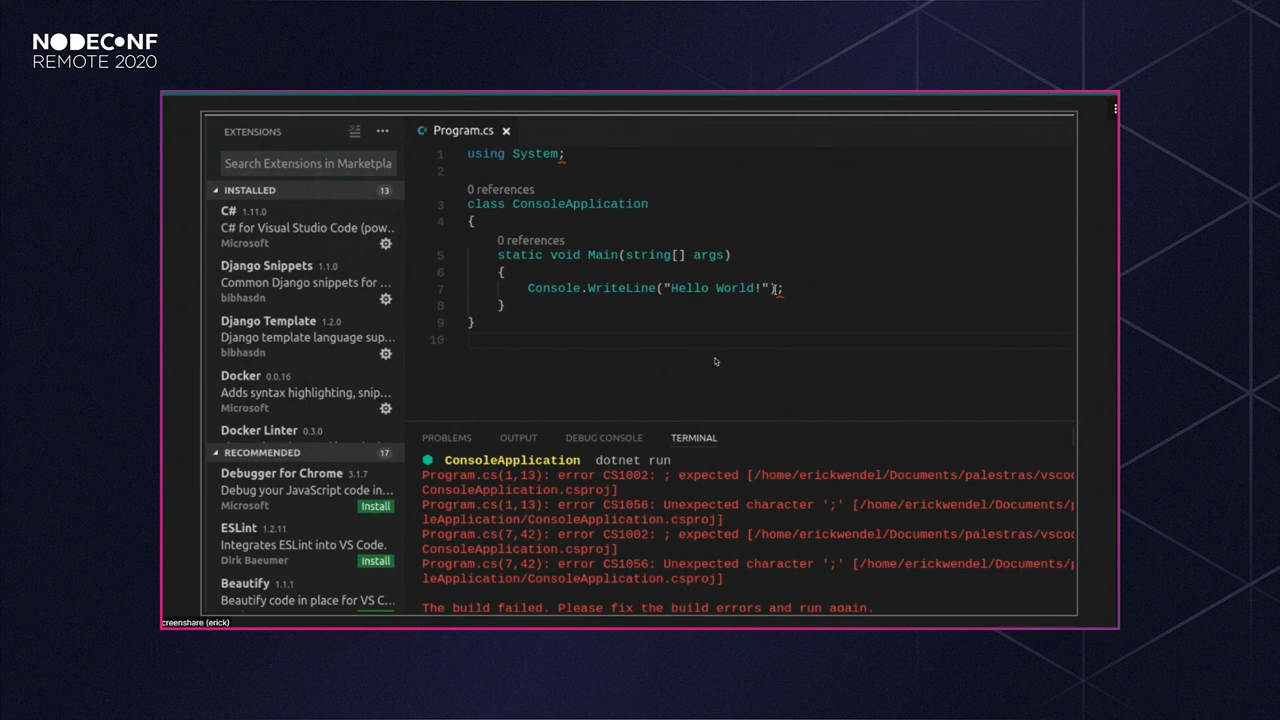 NODECONF
REMOTE 2020
EXTENSIONS
Search Extensions in Marketpla
INSTALLED 13
C# 1.11.0
C# for Visual Studio Code (pow..
Microsoft
Django Snippets 1.1.0
Common Django snippets for ...
bibhasdn
Django Template 1.2.0
Django template language sup...
bibhasdn
Docker 0.0.16
Adds syntax highlighting, snip...
Microsoft
Docker Linter 0.3.0
RECOMMENDED 17
Debugger for Chrome 3.1.7
Debug your JavaScript code in...
Microsoft Install
ESLint 1.2.11
Integrates ESLint into VS Code.
Dirk Baeumer Install
Beautify 1.1.1
Beautify code in place for VS C...
Program.cs
1 using System;
2
0 references
3 class ConsoleApplication
4 {
0 references
5 static void Main(string[] args)
6 {
7 Console.WriteLine("Hello World!");
8 }
9 }
10
PROBLEMS OUTPUT DEBUG CONSOLE TERMINAL
ConsoleApplication dotnet run
Program.cs(1,13): error CS1002: ; expected [/home/erickwendel/Documents/palestras/vscod
ConsoleApplication.csproj]
Program.cs(1,13): error CS1056: Unexpected character ';' [/home/erickwendel/Documents/p
leApplication/ConsoleApplication.csproj]
Program.cs(7,42): error CS1002: ; expected [/home/erickwendel/Documents/palestras/vscod
ConsoleApplication.csproj]
Program.cs(7,42): error CS1056: Unexpected character ';' [/home/erickwendel/Documents/p
leApplication/ConsoleApplication.csproj]
The build failed. Please fix the build errors and run again.
creenshare (erick)